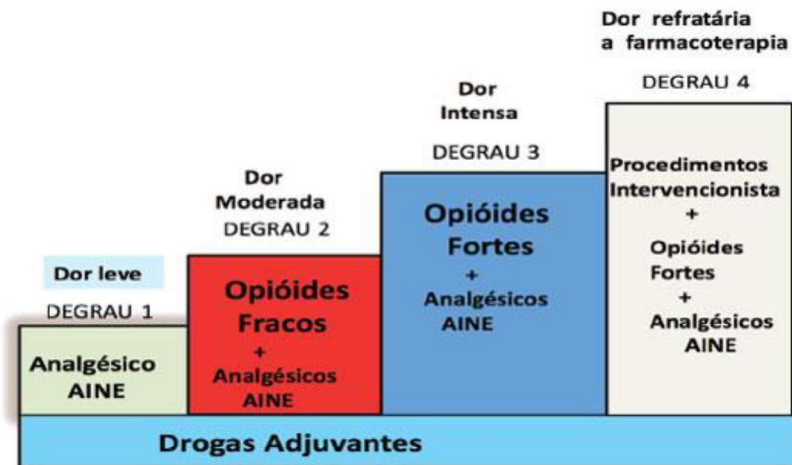 Dor leve
DEGRAU 1
Analgésico
AINE
Dor
Moderada
DEGRAU 2
Opióides
Fracos
+
Analgésicos
AINE
Dor
Intensa
DEGRAU 3
Opióides
Fortes
+
Analgésicos
AINE
Dor refratária
a farmacoterapia
DEGRAU 4
Procedimentos
Intervencionista
+
Opióides
Fortes
+
Analgésicos
AINE
Drogas Adjuvantes